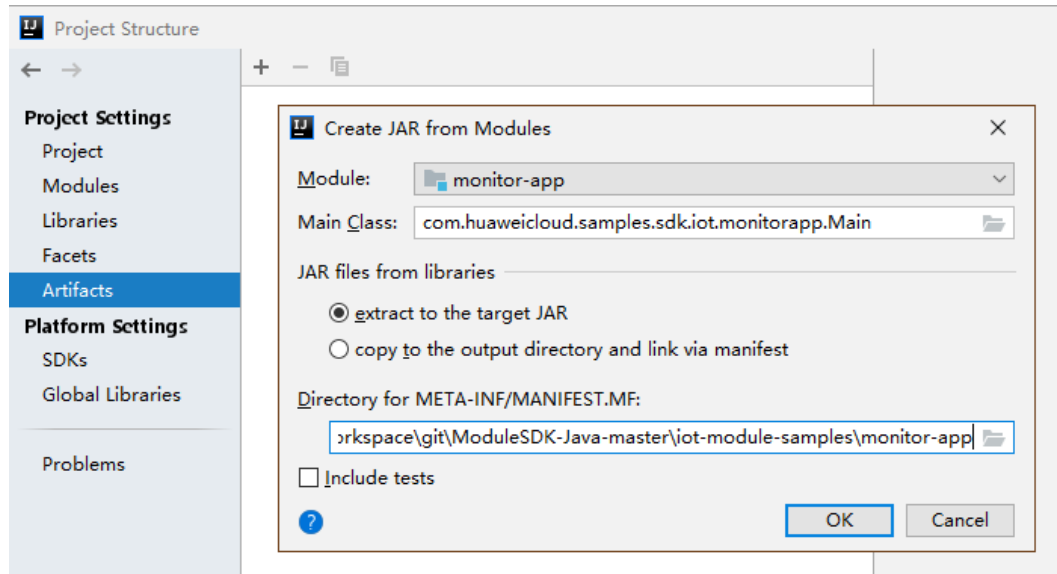 Project Structure
Project Settings
Project
Modules
Libraries
Facets
Artifacts
Platform Settings
SDKs
Global Libraries
Problems
Create JAR from Modules
Module: monitor-app
Main Class: com.huaweicloud.samples.sdk.iot.monitorapp.Main
JAR files from libraries
extract to the target JAR
copy to the output directory and link via manifest
Directory for META-INF/MANIFEST.MF:
orkspace\git\ModuleSDK-Java-master\iot-module-samples\monitor-app
Include tests
? OK Cancel